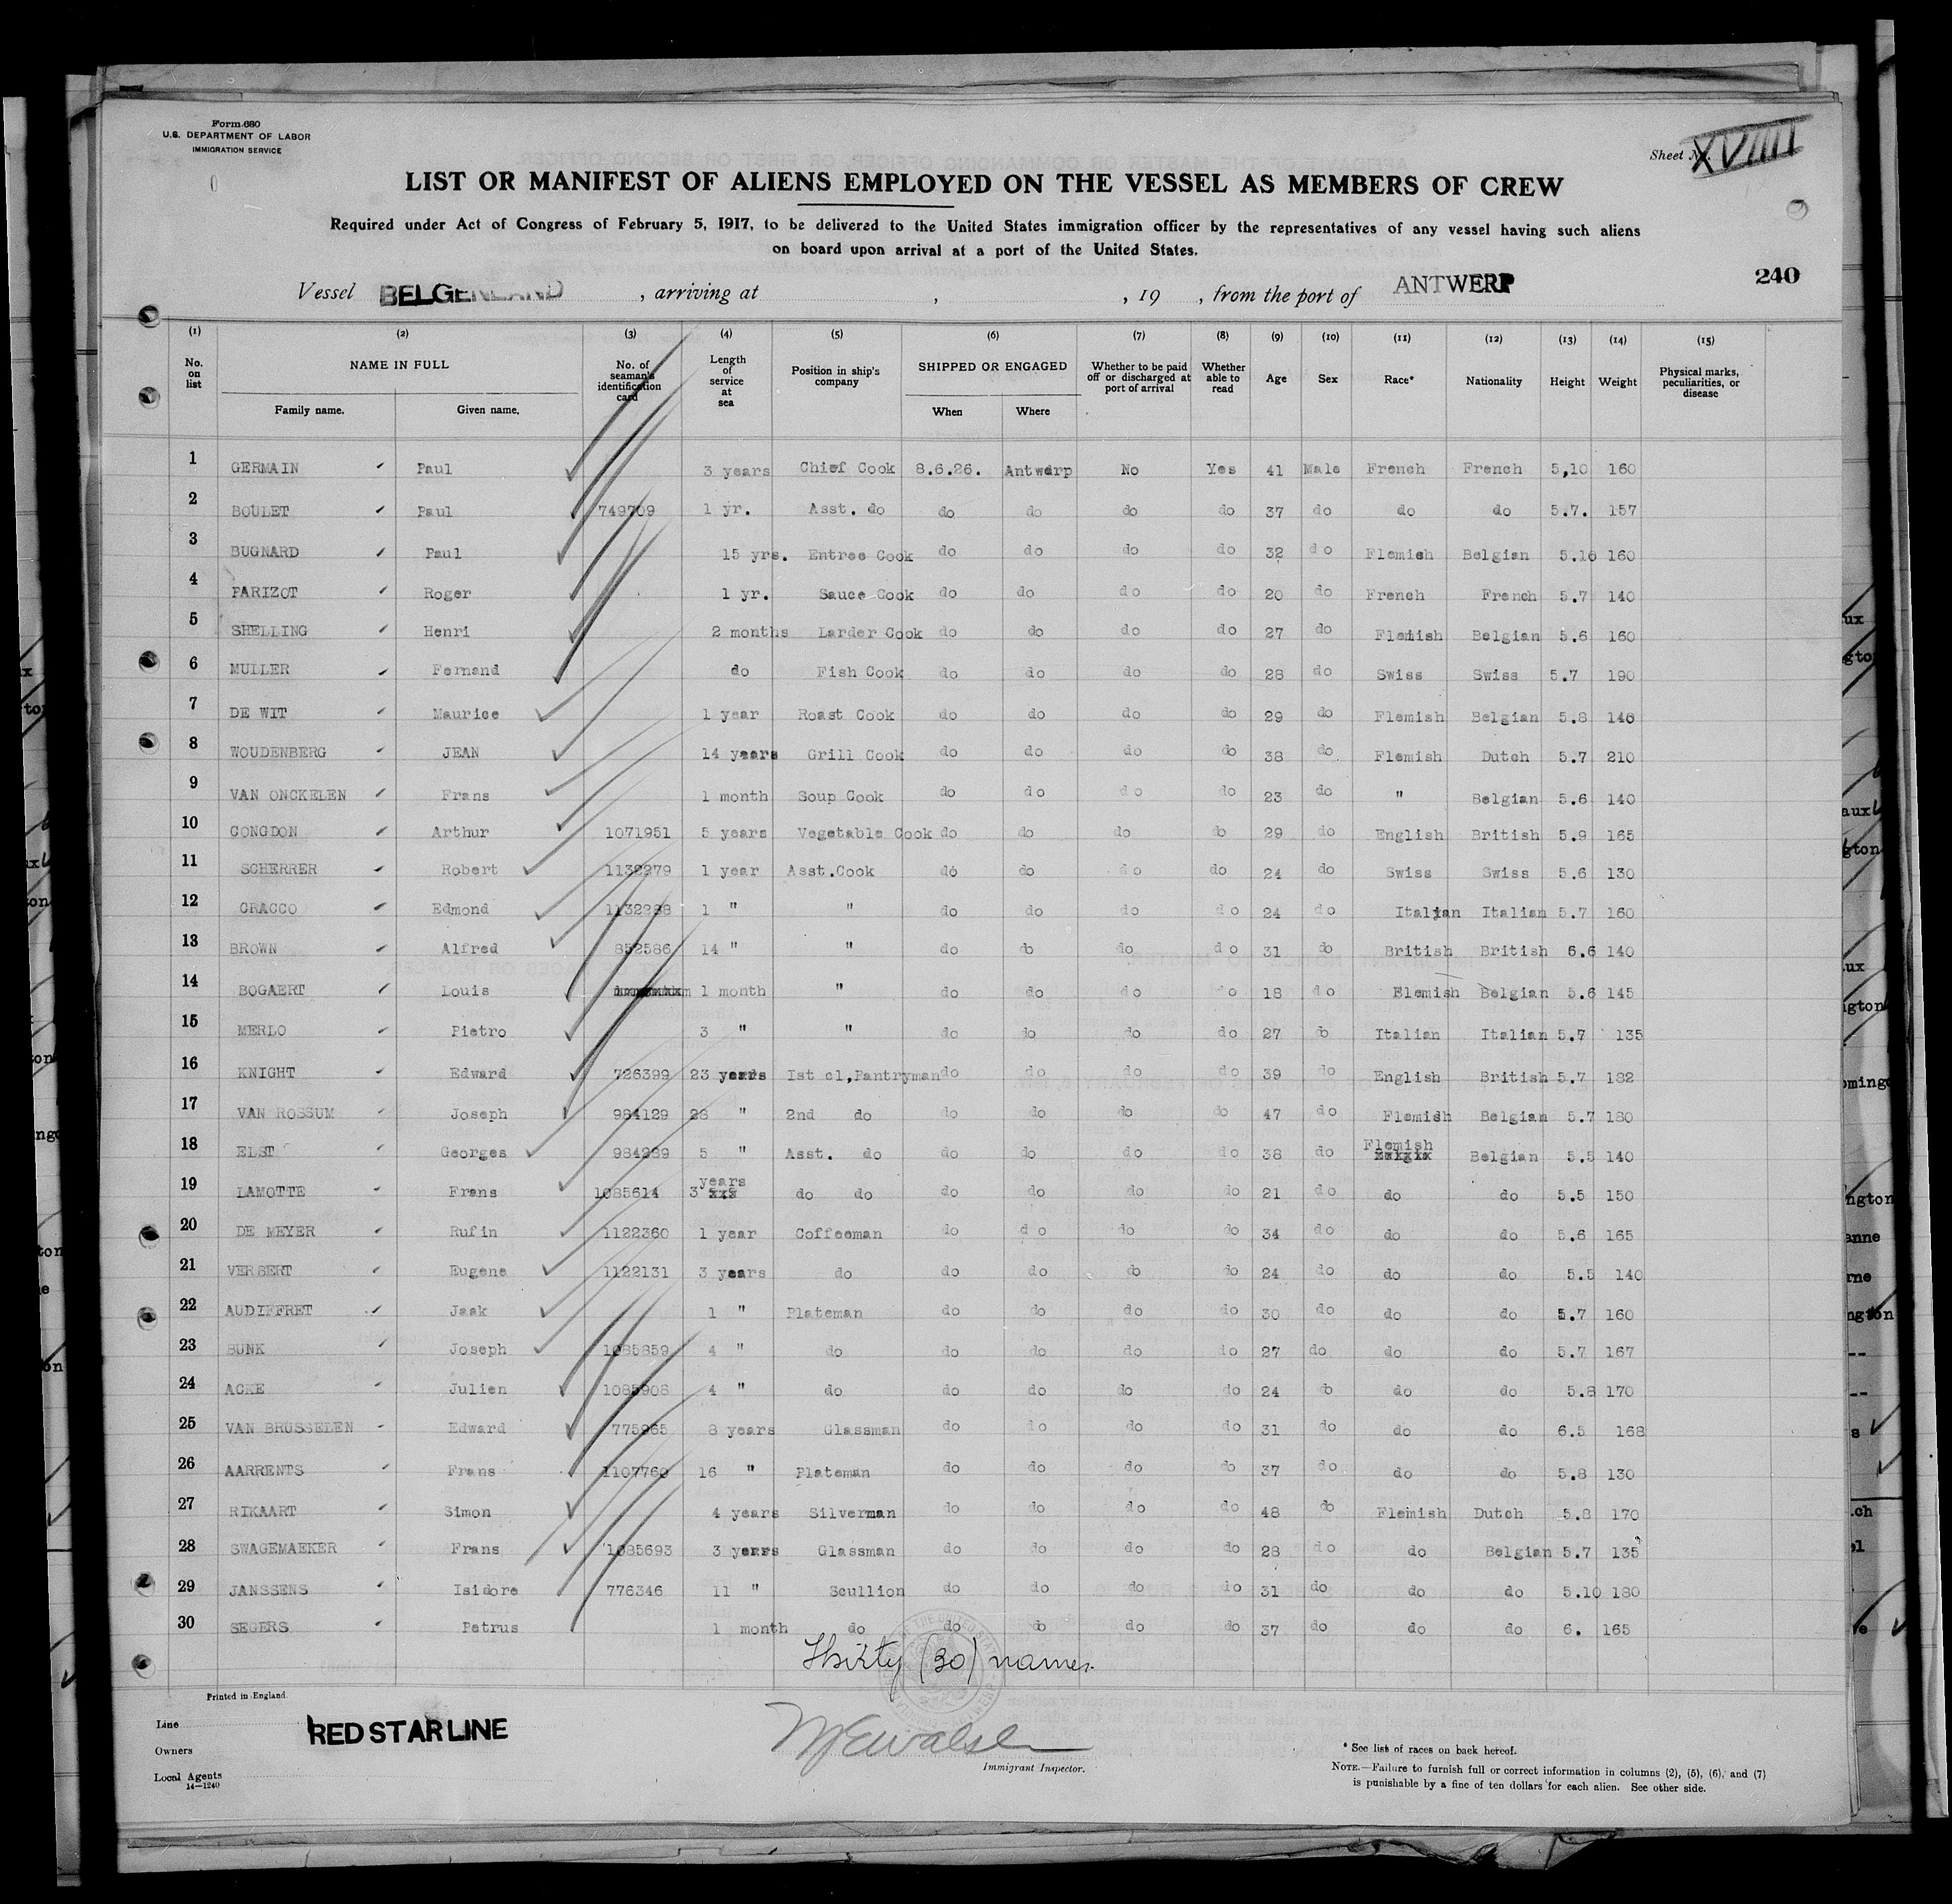 Form 680
U.S. DEPARTMENT OF LABOR
IMMIGRATION SERVICE
Sheet No. XVIIII
LIST OR MANIFEST OF ALIENS EMPLOYED ON THE VESSEL AS MEMBERS OF CREW
Required under Act of Congress of February 5, 1917, to be delivered to the United States immigration officer by the representatives of any vessel having such aliens
on board upon arrival at a port of the United States.
240
Vessel BELGENLAND , arriving at , , 19 , from the port of ANTWERP
(1) (2) (3) (4) (5) (6) (7) (8) (9) (10) (11) (12) (13) (14) (15)
No. on list NAME IN FULL Family name. Given name. No. of seaman's identification card Length of service at sea Position in ship's company SHIPPED OR ENGAGED When Where Whether to be paid off or discharged at port of arrival Whether able to read Age Sex Race* Nationality Height Weight Physical marks, peculiarities, or disease
1 GERMAIN Paul 3 years Chief Cook 8.6.26. Antwerp No Yes 41 Male French French 5,10 160
2 BOULET Paul 749709 1 yr. Asst. do do do do do 37 do do do 5.7. 157
3 BUGNARD Paul 15 yrs. Entree Cook do do do do 32 do Flemish Belgian 5.10 160
4 PARIZOT Roger 1 yr. Sauce Cook do do do do 20 do French French 5.7 140
5 SHELLING Henri 2 months Larder Cook do do do do 27 do Flemish Belgian 5.6 160
6 MULLER Fernand do Fish Cook do do do do 28 do Swiss Swiss 5.7 190
7 DE WIT Maurice 1 year Roast Cook do do do do 29 do Flemish Belgian 5.8 146
8 WOUDENBERG JEAN 14 years Grill Cook do do do do 38 do Flemish Dutch 5.7 210
9 VAN ONCKELEN Frans 1 month Soup Cook do do do do 23 do " Belgian 5.6 140
10 CONGDON Arthur 1071951 5 years Vegetable Cook do do do do 29 do English British 5.9 165
11 SCHERRER Robert 1132279 1 year Asst.Cook do do do do 24 do Swiss Swiss 5.6 130
12 CRACCO Edmond 1132288 1 " " do do do do 24 do Italian Italian 5.7 160
13 BROWN Alfred 852586 14 " " do do do do 31 do British British 6.6 140
14 BOGAERT Louis 1 month " do do do do 18 do Flemish Belgian 5.6 145
15 MERLO Pietro 3 " " do do do do 27 do Italian Italian 5.7 135
16 KNIGHT Edward 726399 23 years Ist cl,Pantryman do do do do 39 do English British 5.7 182
17 VAN ROSSUM Joseph 984129 28 " 2nd do do do do do 47 do Flemish Belgian 5.7 180
18 ELST Georges 984289 5 " Asst. do do do do do 38 do Flemish Belgian 5.5 140
19 LAMOTTE Frans 1085614 3 years do do do do do do 21 do do do 5.5 150
20 DE MEYER Rufin 1122360 1 year Coffeeman do do do do 34 do do do 5.6 165
21 VERBERT Eugene 1122131 3 years do do do do do 24 do do do 5.5 140
22 AUDIFFRET Jaak 1 " Plateman do do do do 30 do do do 5.7 160
23 BUNK Joseph 1085859 4 " do do do do do 27 do do do 5.7 167
24 ACKE Julien 1085908 4 " do do do do do 24 do do do 5.8 170
25 VAN BRUSSELEN Edward 775965 8 years Glassman do do do do 31 do do do 6.5 168
26 AARRENTS Frans 1107760 16 " Plateman do do do do 37 do do do 5.8 130
27 RIKAART Simon 4 years Silverman do do do do 48 do Flemish Dutch 5.8 170
28 SWAGEMAEKER Frans 1085693 3 years Glassman do do do do 28 do do Belgian 5.7 135
29 JANSSENS Isidore 776346 11 " Scullion do do do do 31 do do do 5.10 180
30 SEGERS Petrus 1 month do do do do do 37 do do do 6. 165
Thirty (30) names.
Printed in England.
Line RED STAR LINE
Owners
Local Agents
14—1240
Immigrant Inspector.
* See list of races on back hereof.
NOTE.—Failure to furnish full or correct information in columns (2), (5), (6), and (7)
is punishable by a fine of ten dollars for each alien. See other side.